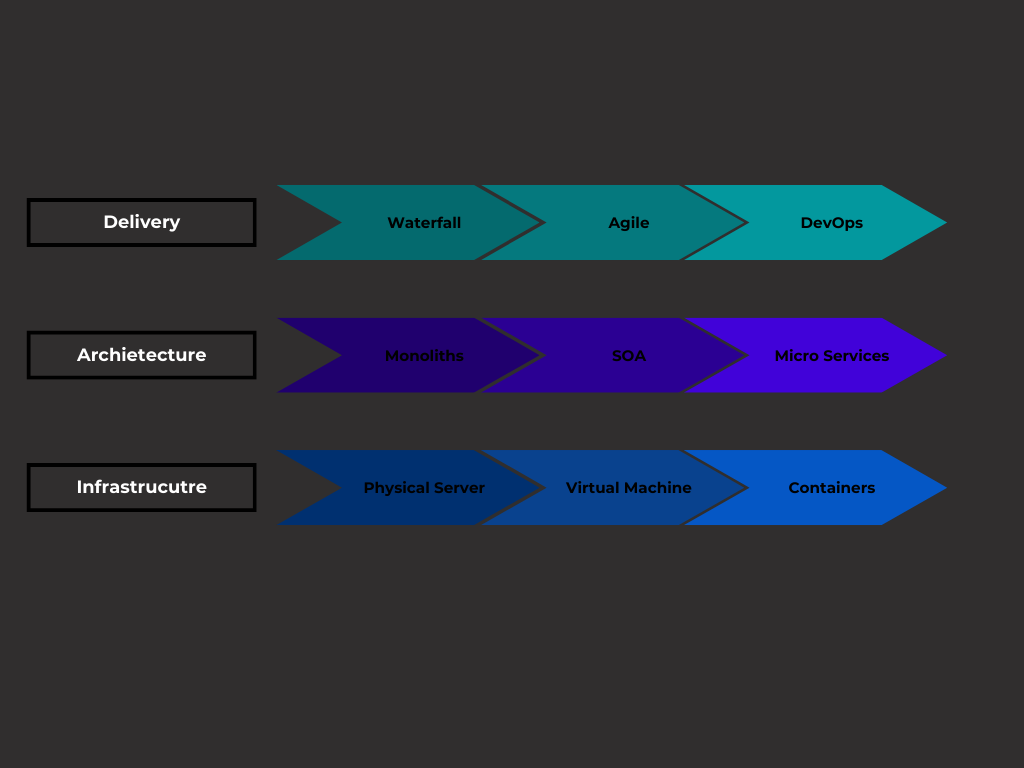 Delivery
Waterfall
Agile
DevOps
Archietecture
Monoliths
SOA
Micro Services
Infrastrucutre
Physical Server
Virtual Machine
Containers